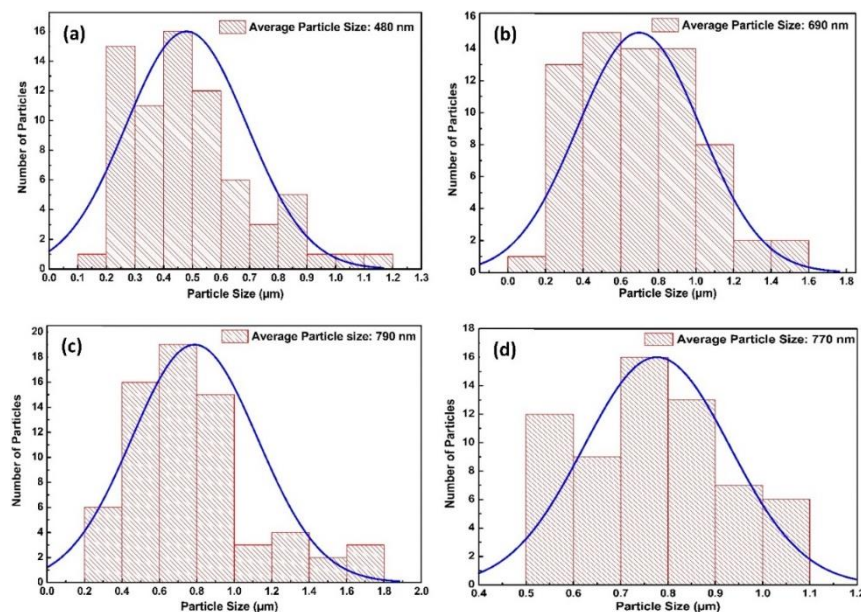 (a)
Average Particle Size: 480 nm
Number of Particles
16
14
12
10
8
6
4
2
0
0.0 0.1 0.2 0.3 0.4 0.5 0.6 0.7 0.8 0.9 1.0 1.1 1.2 1.3
Particle Size (µm)
(b)
Average Particle Size: 690 nm
Number of Particles
16
14
12
10
8
6
4
2
0
0.0 0.2 0.4 0.6 0.8 1.0 1.2 1.4 1.6 1.8
Particle Size (µm)
(c)
Average Particle size: 790 nm
Number of Particles
20
18
16
14
12
10
8
6
4
2
0
0.0 0.2 0.4 0.6 0.8 1.0 1.2 1.4 1.6 1.8 2.0
Particle Size (µm)
(d)
Average Particle Size: 770 nm
Number of Particles
18
16
14
12
10
8
6
4
2
0
0.4 0.5 0.6 0.7 0.8 0.9 1.0 1.1 1.2
Particle Size (µm)